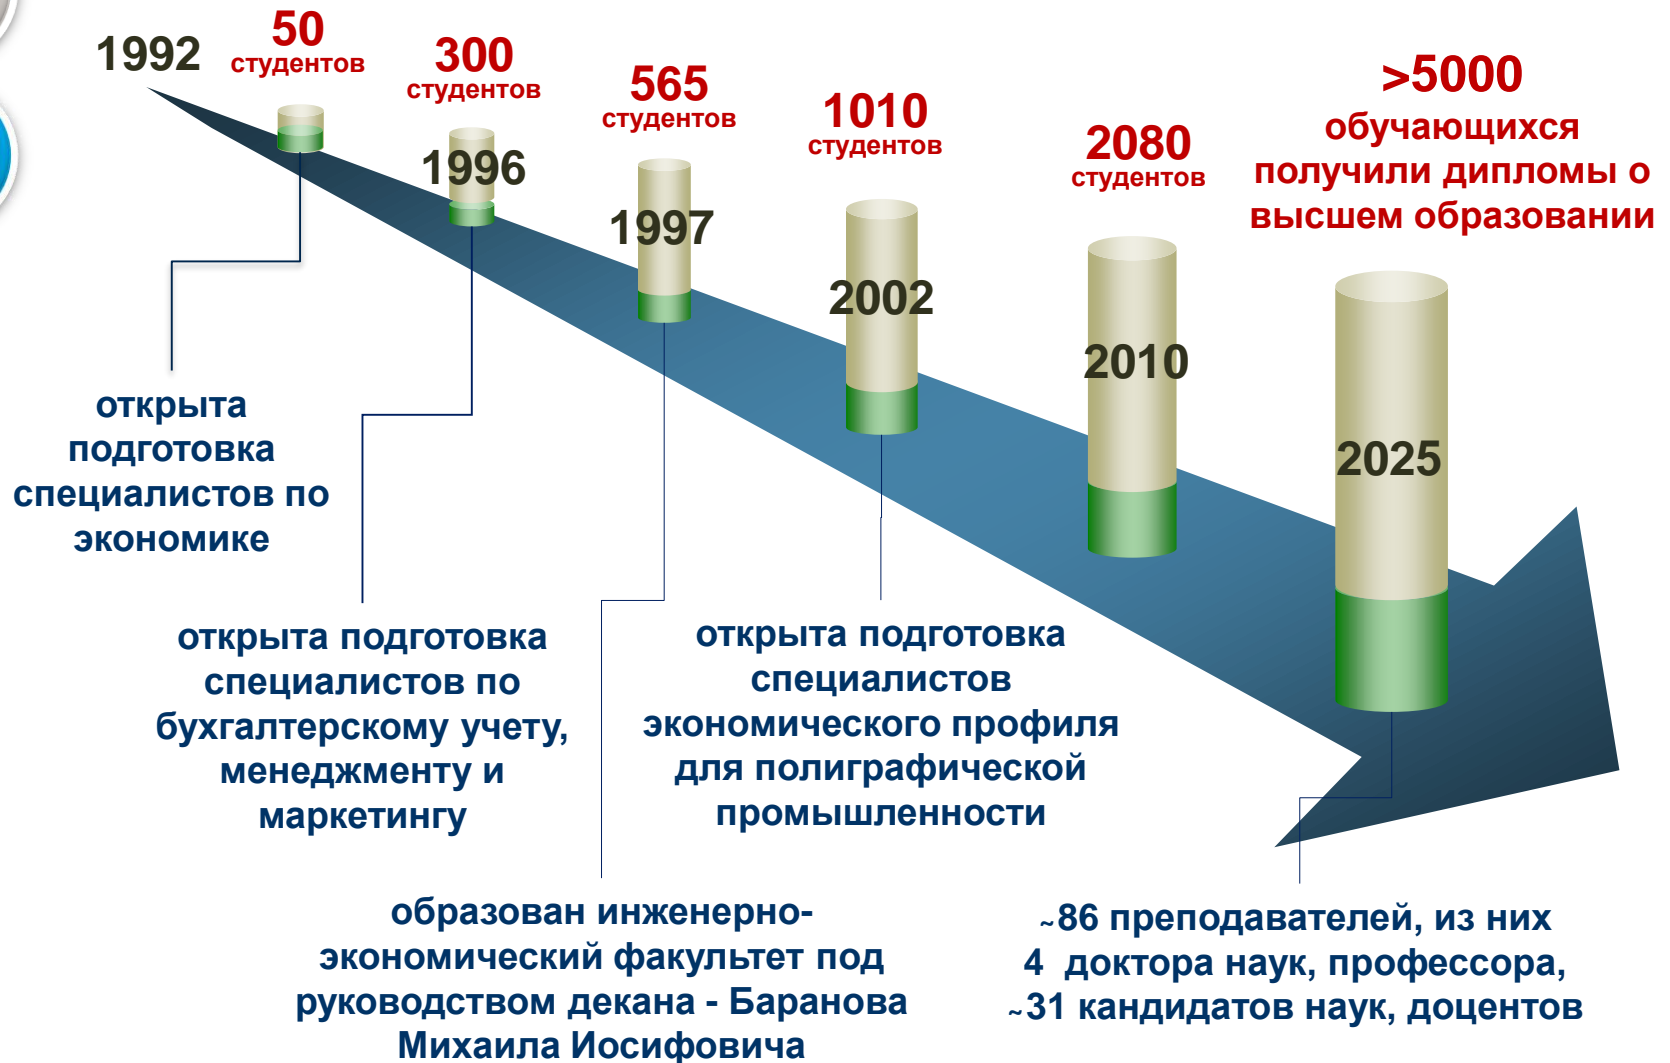 1992
50
студентов
300
студентов
1996
565
студентов
1997
1010
студентов
2002
2080
студентов
2010
>5000
обучающихся
получили дипломы о
высшем образовании
2025
открыта
подготовка
специалистов по
экономике
открыта подготовка
специалистов по
бухгалтерскому учету,
менеджменту и
маркетингу
образован инженерно-
экономический факультет под
руководством декана - Баранова
Михаила Иосифовича
открыта подготовка
специалистов
экономического профиля
для полиграфической
промышленности
~86 преподавателей, из них
4 доктора наук, профессора,
~31 кандидатов наук, доцентов